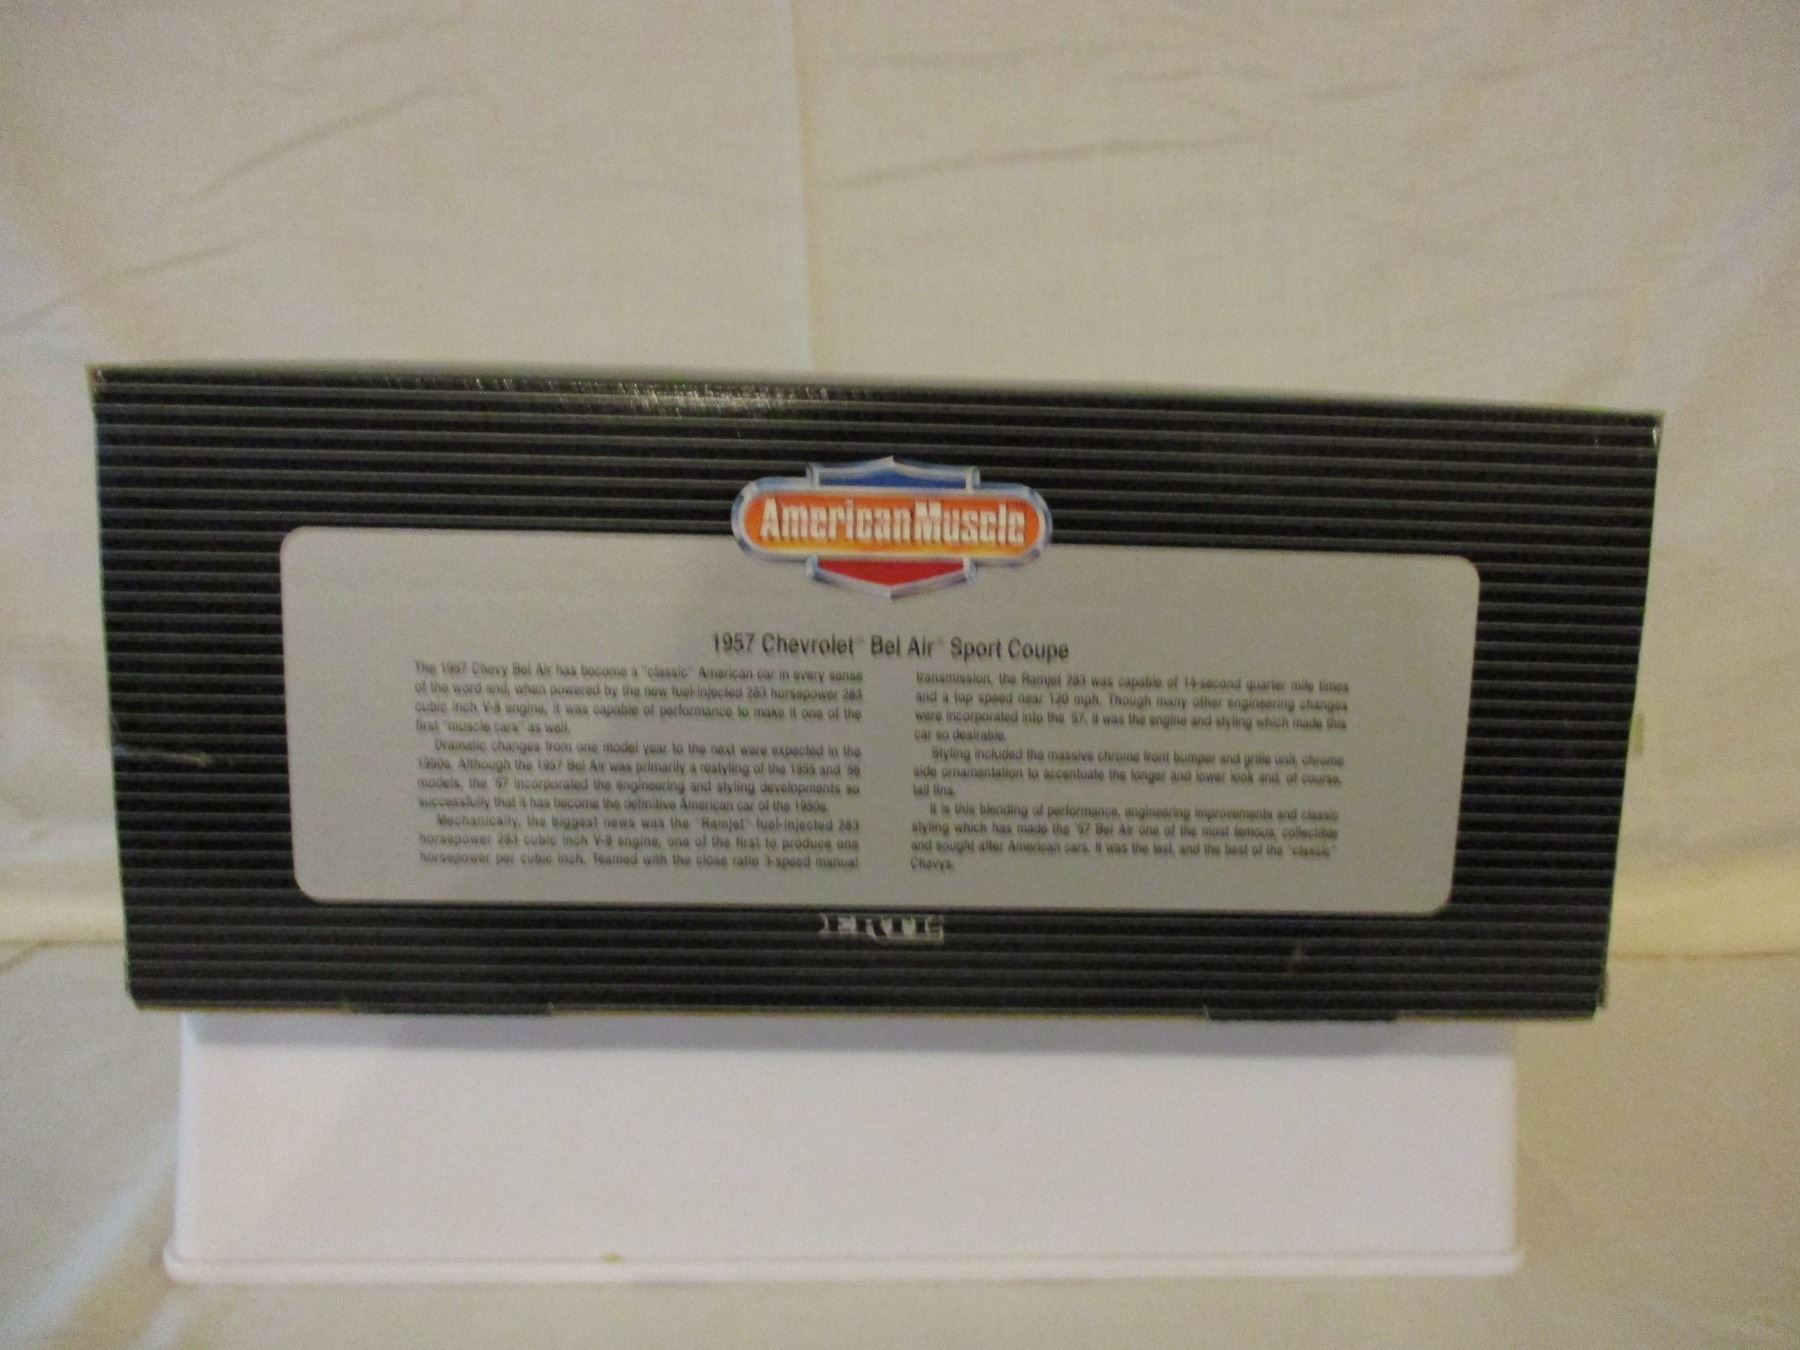 AmericanMuscle
1957 Chevrolet® Bel Air® Sport Coupe
The 1957 Chevy Bel Air has become a "classic" American car in every sense
of the word and, when powered by the new fuel-injected 283 horsepower 283
cubic inch V-8 engine, it was capable of performance to make it one of the
first "muscle cars" as well.
Dramatic changes from one model year to the next were expected in the
1950s. Although the 1957 Bel Air was primarily a restyling of the 1955 and '56
models, the '57 incorporated the engineering and styling developments so
successfully that it has become the definitive American car of the 1950s.
Mechanically, the biggest news was the "Ramjet" fuel-injected 283
horsepower 283 cubic inch V-8 engine, one of the first to produce one
horsepower per cubic inch. Teamed with the close ratio 3-speed manual
transmission, the Ramjet 283 was capable of 14-second quarter mile times
and a top speed near 120 mph. Though many other engineering changes
were incorporated into the '57, it was the engine and styling which made this
car so desirable.
Styling included the massive chrome front bumper and grille unit, chrome
side ornamentation to accentuate the longer and lower look and, of course,
tail fins.
It is this blending of performance, engineering improvements and classic
styling which has made the '57 Bel Air one of the most famous, collectible
and sought after American cars. It was the last, and the best of the "classic"
Chevys.
ERTL